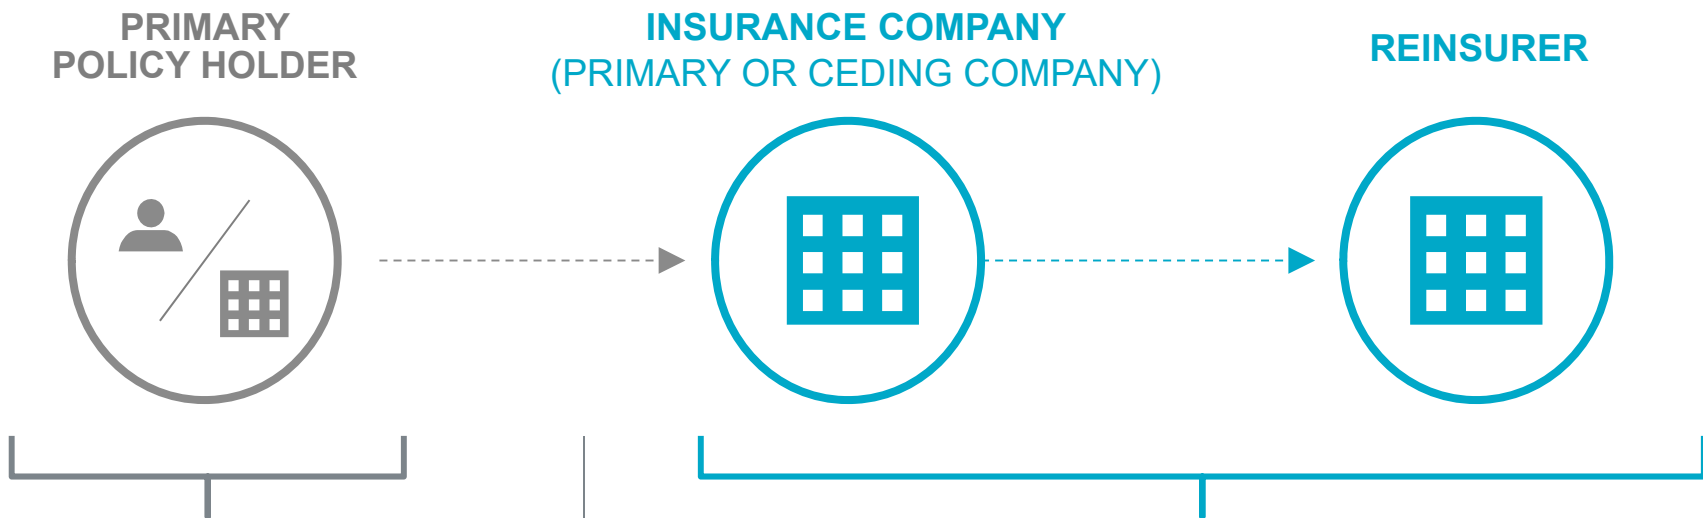 PRIMARY
POLICY HOLDER
INSURANCE COMPANY
(PRIMARY OR CEDING COMPANY)
REINSURER